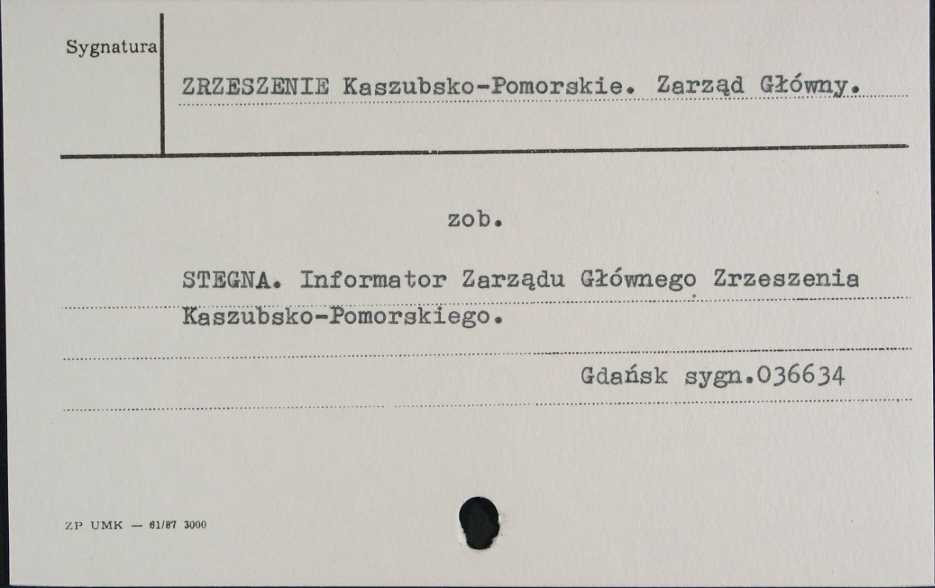 Sygnatura
ZRZESZENIE Kaszubsko-Pomorskie. Zarząd Główny.
zob.
STEGNA. Informator Zarządu Głównego Zrzeszenia
Kaszubsko-Pomorskiego.
Gdańsk sygn.036634
ZP UMK — 61/87 3000